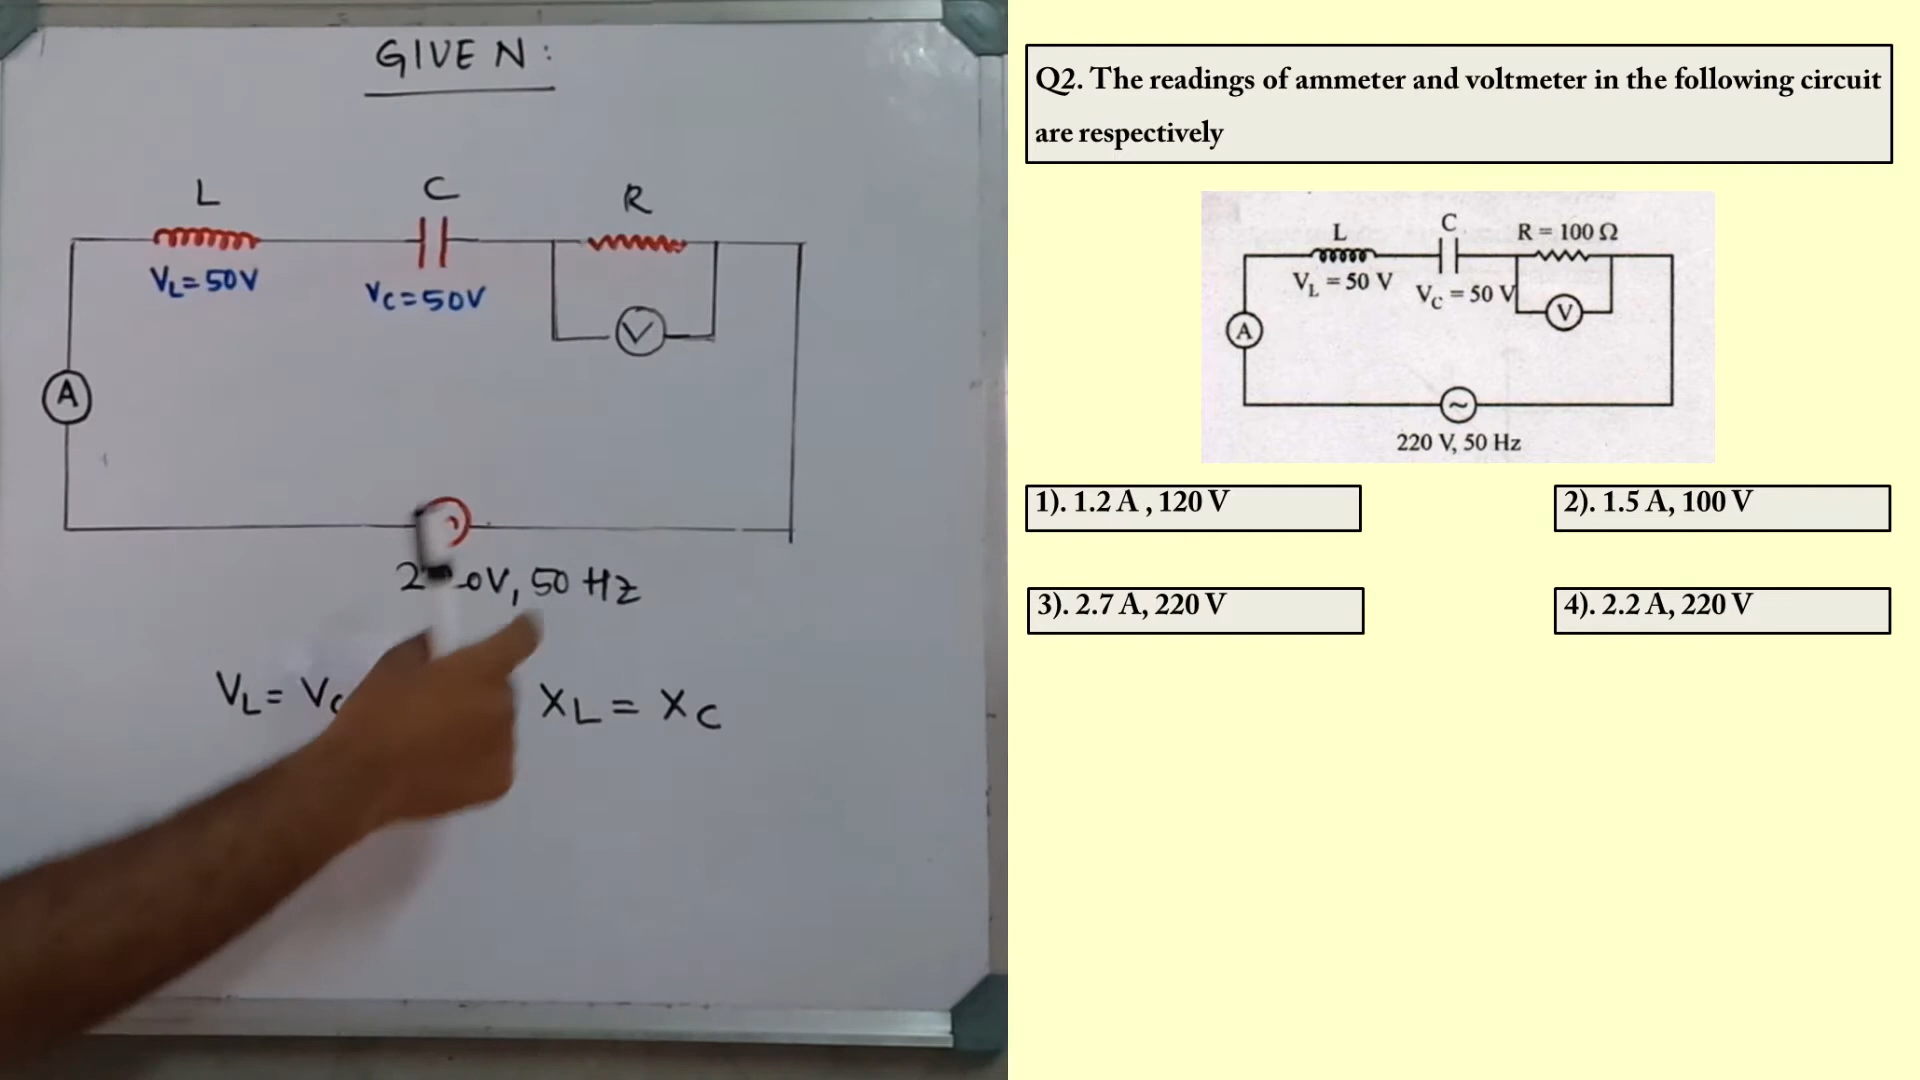 GIVEN:
L
C
R
VL=50V
VC=50V
V
A
0V, 50 Hz
VL= VC
XL = XC
Q2. The readings of ammeter and voltmeter in the following circuit
are respectively
L
C
R = 100 Ω
VL = 50 V
VC = 50 V
V
A
220 V, 50 Hz
1). 1.2 A , 120 V
2). 1.5 A, 100 V
3). 2.7 A, 220 V
4). 2.2 A, 220 V